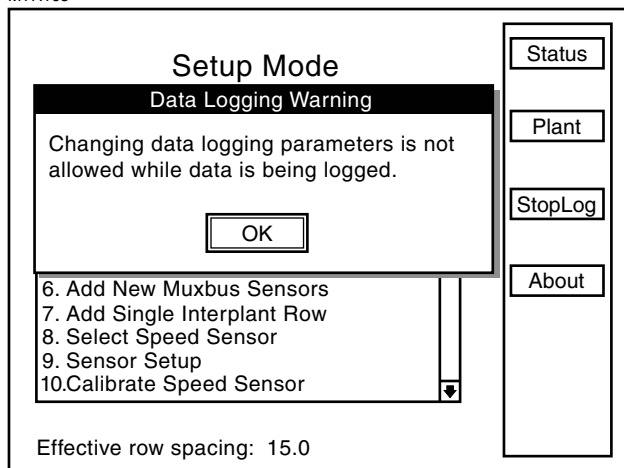 Setup Mode
Data Logging Warning
Changing data logging parameters is not
allowed while data is being logged.
OK
6. Add New Muxbus Sensors
7. Add Single Interplant Row
8. Select Speed Sensor
9. Sensor Setup
10.Calibrate Speed Sensor
Effective row spacing: 15.0
Status
Plant
StopLog
About